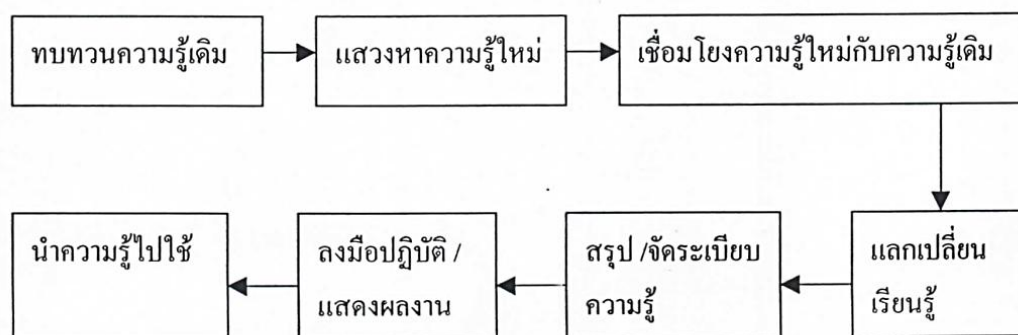 ทบทวนความรู้เดิม
แสวงหาความรู้ใหม่
เชื่อมโยงความรู้ใหม่กับความรู้เดิม
แลกเปลี่ยน
เรียนรู้
สรุป /จัดระเบียบ
ความรู้
ลงมือปฏิบัติ /
แสดงผลงาน
นำความรู้ไปใช้